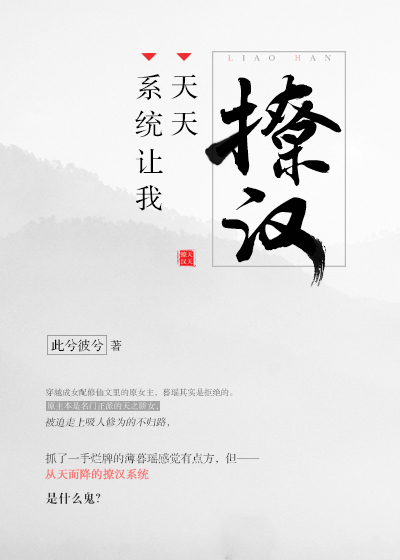 LIAO HAN
撩汉
天天
系统让我
天天
撩汉
此兮彼兮 著
穿越成女配修仙文里的原女主，暮瑶其实是拒绝的。
原主本是名门正派的天之骄女，
被迫走上吸人修为的不归路，
抓了一手烂牌的薄暮瑶感觉有点方，但——
从天而降的撩汉系统
是什么鬼？